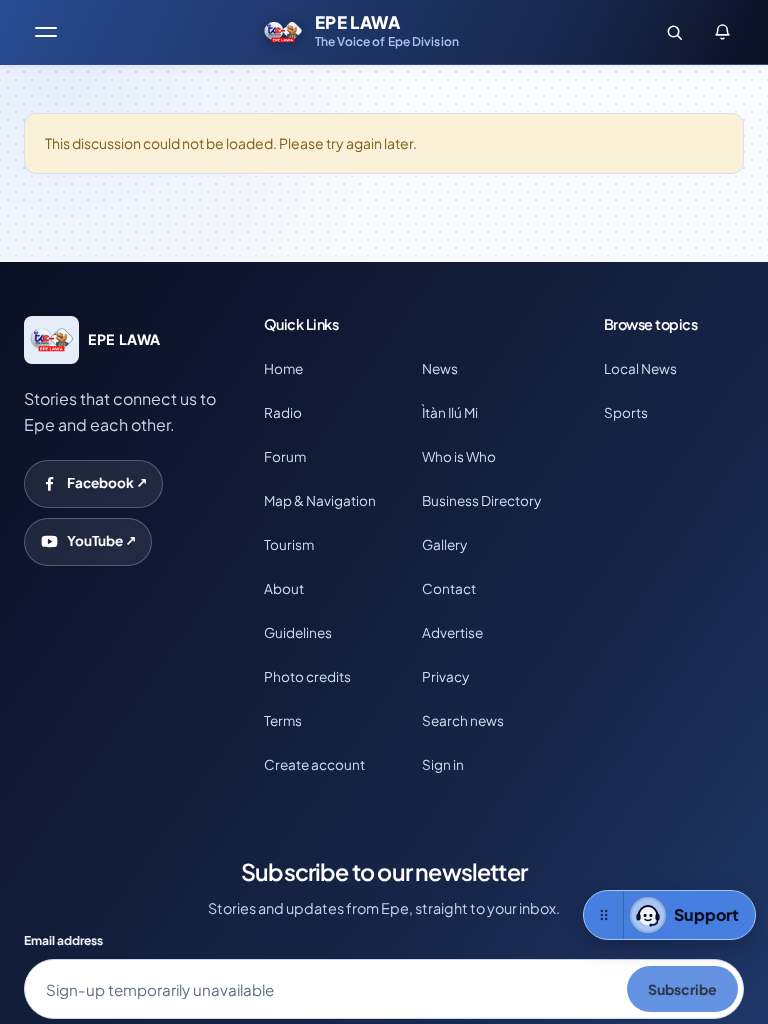 EPE LAWA
The Voice of Epe Division
This discussion could not be loaded. Please try again later.
EPE LAWA
Stories that connect us to
Epe and each other.
Facebook ↗
YouTube ↗
Quick Links
Home
News
Radio
Ìtàn Ilú Mi
Forum
Who is Who
Map & Navigation
Business Directory
Tourism
Gallery
About
Contact
Guidelines
Advertise
Photo credits
Privacy
Terms
Search news
Create account
Sign in
Browse topics
Local News
Sports
Subscribe to our newsletter
Stories and updates from Epe, straight to your inbox.
Support
Email address
Sign-up temporarily unavailable
Subscribe